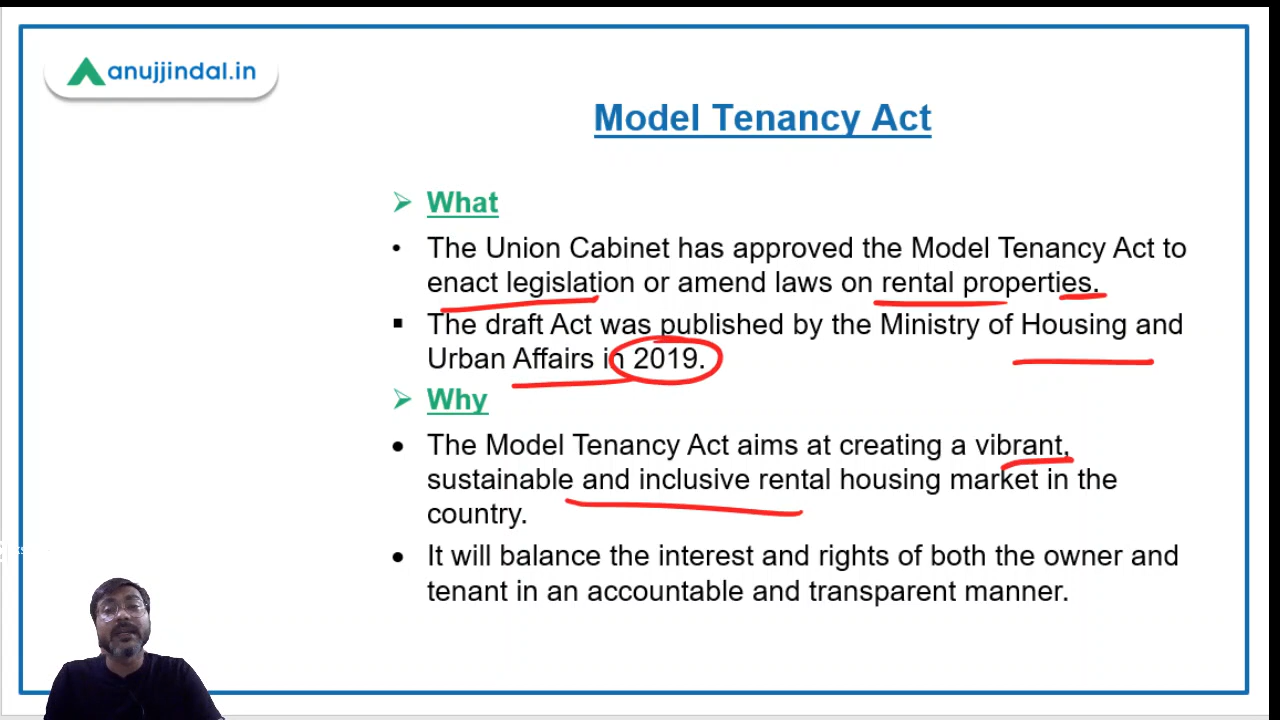 anujjindal.in
Model Tenancy Act
➢ What
• The Union Cabinet has approved the Model Tenancy Act to
enact legislation or amend laws on rental properties.
▪ The draft Act was published by the Ministry of Housing and
Urban Affairs in 2019.
➢ Why
• The Model Tenancy Act aims at creating a vibrant,
sustainable and inclusive rental housing market in the
country.
• It will balance the interest and rights of both the owner and
tenant in an accountable and transparent manner.